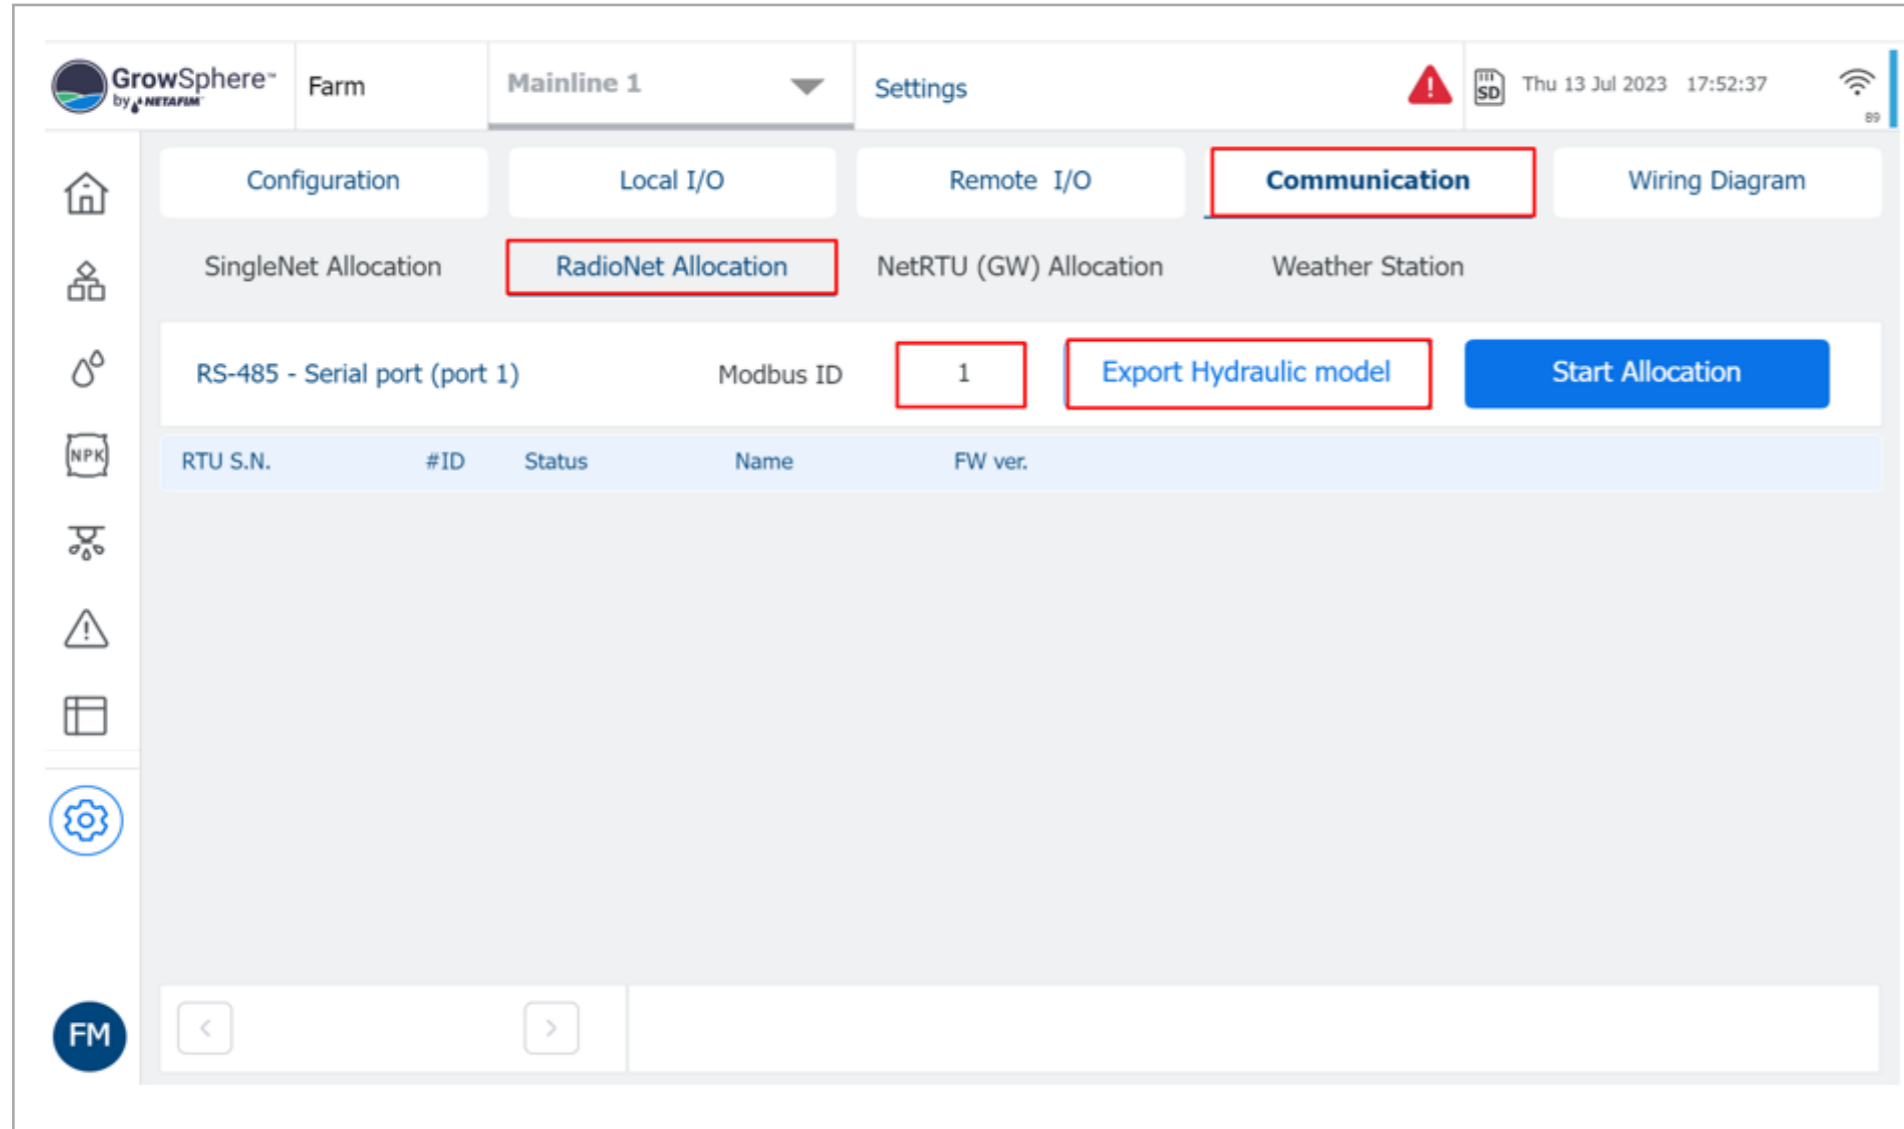 GrowSphere™
by NETAFIM™
Farm
Mainline 1
Settings
SD
Thu 13 Jul 2023 17:52:37
89
Configuration
Local I/O
Remote I/O
Communication
Wiring Diagram
SingleNet Allocation
RadioNet Allocation
NetRTU (GW) Allocation
Weather Station
RS-485 - Serial port (port 1)
Modbus ID
1
Export Hydraulic model
Start Allocation
NPK
RTU S.N.
#ID
Status
Name
FW ver.
FM